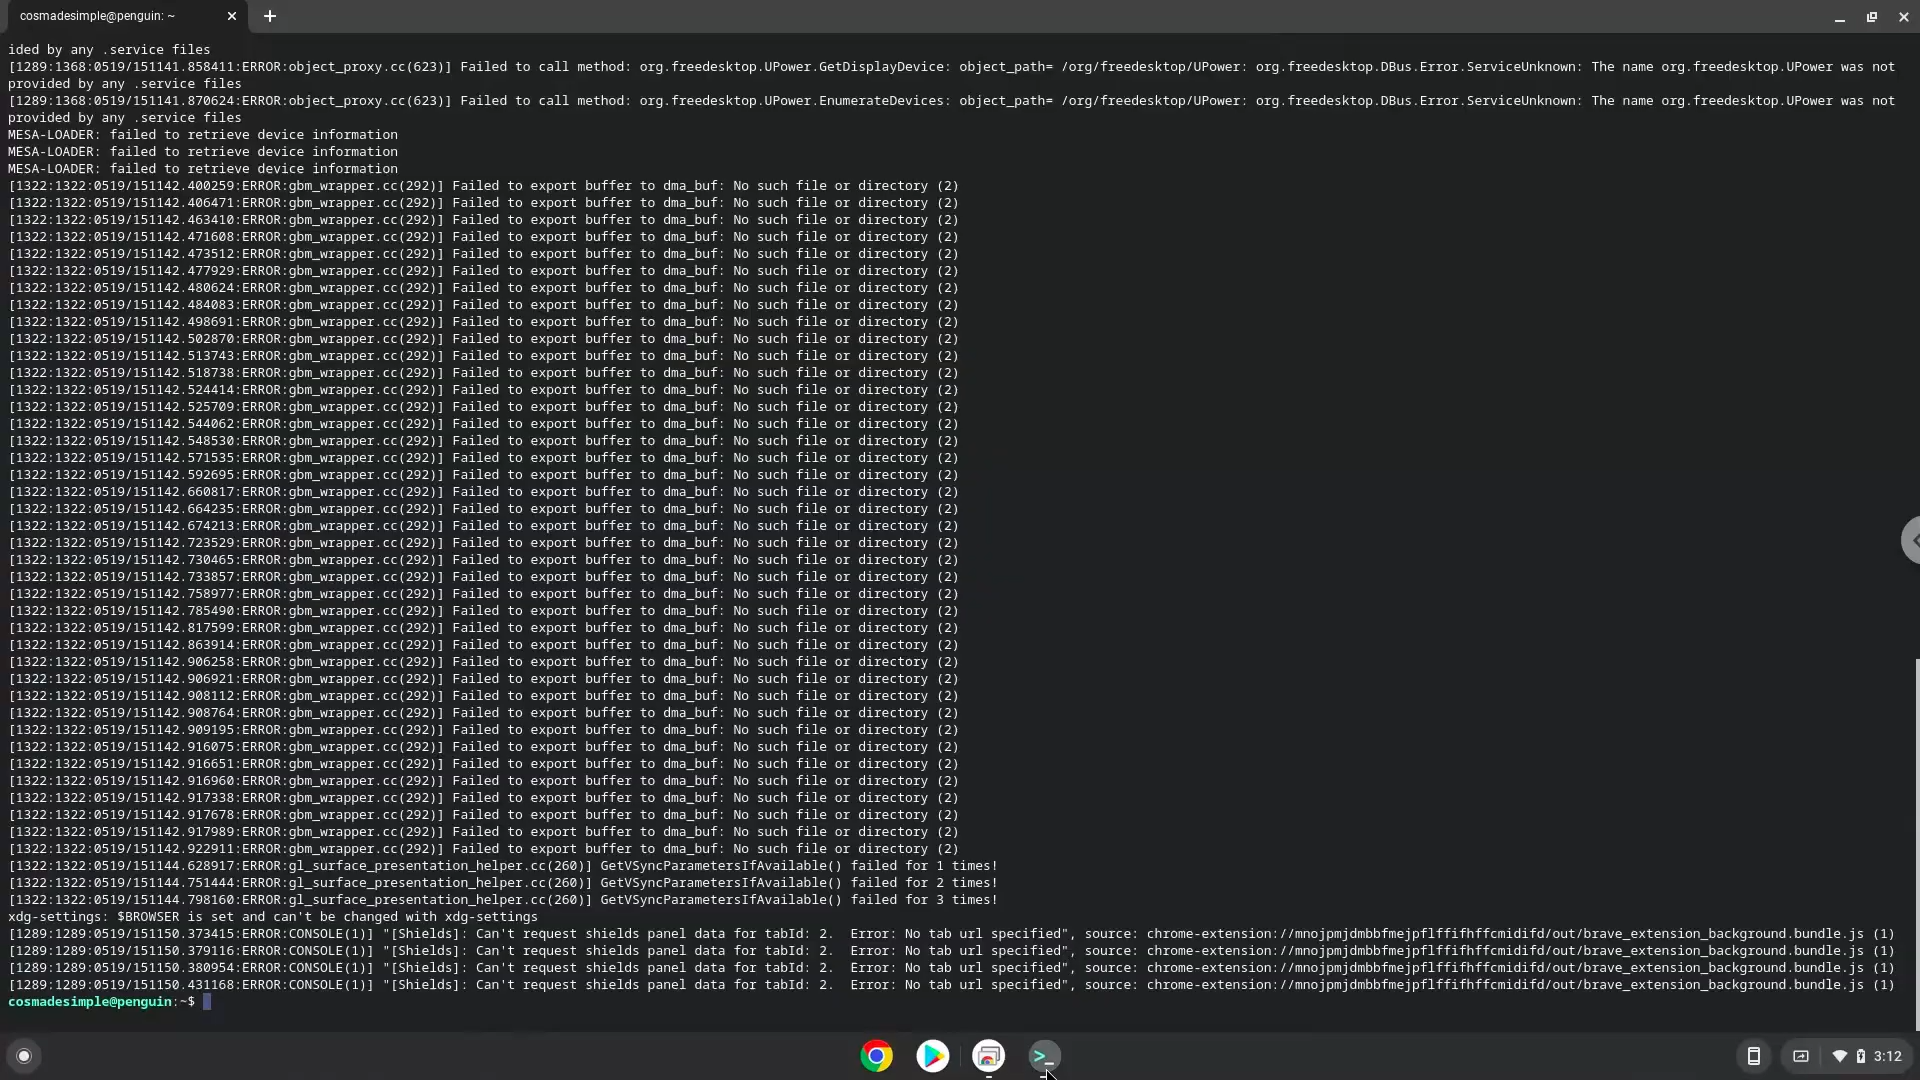 cosmadesimple@penguin: ~
ided by any .service files
[1289:1368:0519/151141.858411:ERROR:object_proxy.cc(623)] Failed to call method: org.freedesktop.UPower.GetDisplayDevice: object_path= /org/freedesktop/UPower: org.freedesktop.DBus.Error.ServiceUnknown: The name org.freedesktop.UPower was not
provided by any .service files
[1289:1368:0519/151141.870624:ERROR:object_proxy.cc(623)] Failed to call method: org.freedesktop.UPower.EnumerateDevices: object_path= /org/freedesktop/UPower: org.freedesktop.DBus.Error.ServiceUnknown: The name org.freedesktop.UPower was not
provided by any .service files
MESA-LOADER: failed to retrieve device information
MESA-LOADER: failed to retrieve device information
MESA-LOADER: failed to retrieve device information
[1322:1322:0519/151142.400259:ERROR:gbm_wrapper.cc(292)] Failed to export buffer to dma_buf: No such file or directory (2)
[1322:1322:0519/151142.406471:ERROR:gbm_wrapper.cc(292)] Failed to export buffer to dma_buf: No such file or directory (2)
[1322:1322:0519/151142.463410:ERROR:gbm_wrapper.cc(292)] Failed to export buffer to dma_buf: No such file or directory (2)
[1322:1322:0519/151142.471608:ERROR:gbm_wrapper.cc(292)] Failed to export buffer to dma_buf: No such file or directory (2)
[1322:1322:0519/151142.473512:ERROR:gbm_wrapper.cc(292)] Failed to export buffer to dma_buf: No such file or directory (2)
[1322:1322:0519/151142.477929:ERROR:gbm_wrapper.cc(292)] Failed to export buffer to dma_buf: No such file or directory (2)
[1322:1322:0519/151142.480624:ERROR:gbm_wrapper.cc(292)] Failed to export buffer to dma_buf: No such file or directory (2)
[1322:1322:0519/151142.484083:ERROR:gbm_wrapper.cc(292)] Failed to export buffer to dma_buf: No such file or directory (2)
[1322:1322:0519/151142.498691:ERROR:gbm_wrapper.cc(292)] Failed to export buffer to dma_buf: No such file or directory (2)
[1322:1322:0519/151142.502870:ERROR:gbm_wrapper.cc(292)] Failed to export buffer to dma_buf: No such file or directory (2)
[1322:1322:0519/151142.513743:ERROR:gbm_wrapper.cc(292)] Failed to export buffer to dma_buf: No such file or directory (2)
[1322:1322:0519/151142.518738:ERROR:gbm_wrapper.cc(292)] Failed to export buffer to dma_buf: No such file or directory (2)
[1322:1322:0519/151142.524414:ERROR:gbm_wrapper.cc(292)] Failed to export buffer to dma_buf: No such file or directory (2)
[1322:1322:0519/151142.525709:ERROR:gbm_wrapper.cc(292)] Failed to export buffer to dma_buf: No such file or directory (2)
[1322:1322:0519/151142.544062:ERROR:gbm_wrapper.cc(292)] Failed to export buffer to dma_buf: No such file or directory (2)
[1322:1322:0519/151142.548530:ERROR:gbm_wrapper.cc(292)] Failed to export buffer to dma_buf: No such file or directory (2)
[1322:1322:0519/151142.571535:ERROR:gbm_wrapper.cc(292)] Failed to export buffer to dma_buf: No such file or directory (2)
[1322:1322:0519/151142.592695:ERROR:gbm_wrapper.cc(292)] Failed to export buffer to dma_buf: No such file or directory (2)
[1322:1322:0519/151142.660817:ERROR:gbm_wrapper.cc(292)] Failed to export buffer to dma_buf: No such file or directory (2)
[1322:1322:0519/151142.664235:ERROR:gbm_wrapper.cc(292)] Failed to export buffer to dma_buf: No such file or directory (2)
[1322:1322:0519/151142.674213:ERROR:gbm_wrapper.cc(292)] Failed to export buffer to dma_buf: No such file or directory (2)
[1322:1322:0519/151142.723529:ERROR:gbm_wrapper.cc(292)] Failed to export buffer to dma_buf: No such file or directory (2)
[1322:1322:0519/151142.730465:ERROR:gbm_wrapper.cc(292)] Failed to export buffer to dma_buf: No such file or directory (2)
[1322:1322:0519/151142.733857:ERROR:gbm_wrapper.cc(292)] Failed to export buffer to dma_buf: No such file or directory (2)
[1322:1322:0519/151142.758977:ERROR:gbm_wrapper.cc(292)] Failed to export buffer to dma_buf: No such file or directory (2)
[1322:1322:0519/151142.785490:ERROR:gbm_wrapper.cc(292)] Failed to export buffer to dma_buf: No such file or directory (2)
[1322:1322:0519/151142.817599:ERROR:gbm_wrapper.cc(292)] Failed to export buffer to dma_buf: No such file or directory (2)
[1322:1322:0519/151142.863914:ERROR:gbm_wrapper.cc(292)] Failed to export buffer to dma_buf: No such file or directory (2)
[1322:1322:0519/151142.906258:ERROR:gbm_wrapper.cc(292)] Failed to export buffer to dma_buf: No such file or directory (2)
[1322:1322:0519/151142.906921:ERROR:gbm_wrapper.cc(292)] Failed to export buffer to dma_buf: No such file or directory (2)
[1322:1322:0519/151142.908112:ERROR:gbm_wrapper.cc(292)] Failed to export buffer to dma_buf: No such file or directory (2)
[1322:1322:0519/151142.908764:ERROR:gbm_wrapper.cc(292)] Failed to export buffer to dma_buf: No such file or directory (2)
[1322:1322:0519/151142.909195:ERROR:gbm_wrapper.cc(292)] Failed to export buffer to dma_buf: No such file or directory (2)
[1322:1322:0519/151142.916075:ERROR:gbm_wrapper.cc(292)] Failed to export buffer to dma_buf: No such file or directory (2)
[1322:1322:0519/151142.916651:ERROR:gbm_wrapper.cc(292)] Failed to export buffer to dma_buf: No such file or directory (2)
[1322:1322:0519/151142.916960:ERROR:gbm_wrapper.cc(292)] Failed to export buffer to dma_buf: No such file or directory (2)
[1322:1322:0519/151142.917338:ERROR:gbm_wrapper.cc(292)] Failed to export buffer to dma_buf: No such file or directory (2)
[1322:1322:0519/151142.917678:ERROR:gbm_wrapper.cc(292)] Failed to export buffer to dma_buf: No such file or directory (2)
[1322:1322:0519/151142.917989:ERROR:gbm_wrapper.cc(292)] Failed to export buffer to dma_buf: No such file or directory (2)
[1322:1322:0519/151142.922911:ERROR:gbm_wrapper.cc(292)] Failed to export buffer to dma_buf: No such file or directory (2)
[1322:1322:0519/151144.628917:ERROR:gl_surface_presentation_helper.cc(260)] GetVSyncParametersIfAvailable() failed for 1 times!
[1322:1322:0519/151144.751444:ERROR:gl_surface_presentation_helper.cc(260)] GetVSyncParametersIfAvailable() failed for 2 times!
[1322:1322:0519/151144.798160:ERROR:gl_surface_presentation_helper.cc(260)] GetVSyncParametersIfAvailable() failed for 3 times!
xdg-settings: $BROWSER is set and can't be changed with xdg-settings
[1289:1289:0519/151150.373415:ERROR:CONSOLE(1)] "[Shields]: Can't request shields panel data for tabId: 2.  Error: No tab url specified", source: chrome-extension://mnojpmjdmbbfmejpflffifhffcmidifd/out/brave_extension_background.bundle.js (1)
[1289:1289:0519/151150.379116:ERROR:CONSOLE(1)] "[Shields]: Can't request shields panel data for tabId: 2.  Error: No tab url specified", source: chrome-extension://mnojpmjdmbbfmejpflffifhffcmidifd/out/brave_extension_background.bundle.js (1)
[1289:1289:0519/151150.380954:ERROR:CONSOLE(1)] "[Shields]: Can't request shields panel data for tabId: 2.  Error: No tab url specified", source: chrome-extension://mnojpmjdmbbfmejpflffifhffcmidifd/out/brave_extension_background.bundle.js (1)
[1289:1289:0519/151150.431168:ERROR:CONSOLE(1)] "[Shields]: Can't request shields panel data for tabId: 2.  Error: No tab url specified", source: chrome-extension://mnojpmjdmbbfmejpflffifhffcmidifd/out/brave_extension_background.bundle.js (1)
cosmadesimple@penguin:~$
3:12